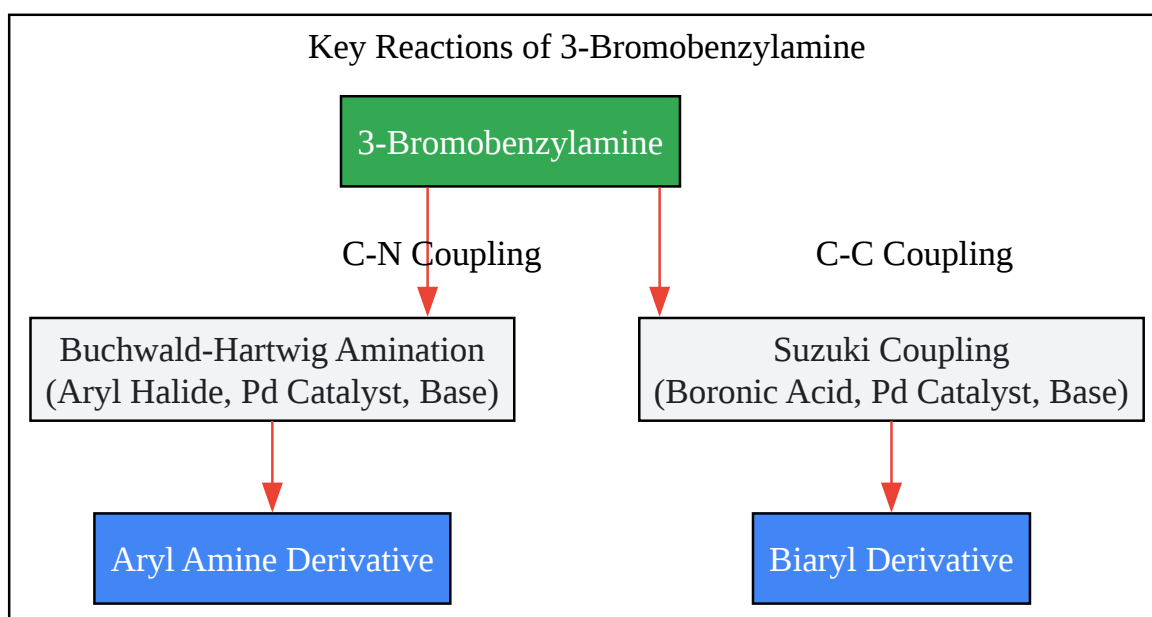 Key Reactions of 3-Bromobenzylamine
3-Bromobenzylamine
C-N Coupling
C-C Coupling
Buchwald-Hartwig Amination
(Aryl Halide, Pd Catalyst, Base)
Suzuki Coupling
(Boronic Acid, Pd Catalyst, Base)
Aryl Amine Derivative
Biaryl Derivative